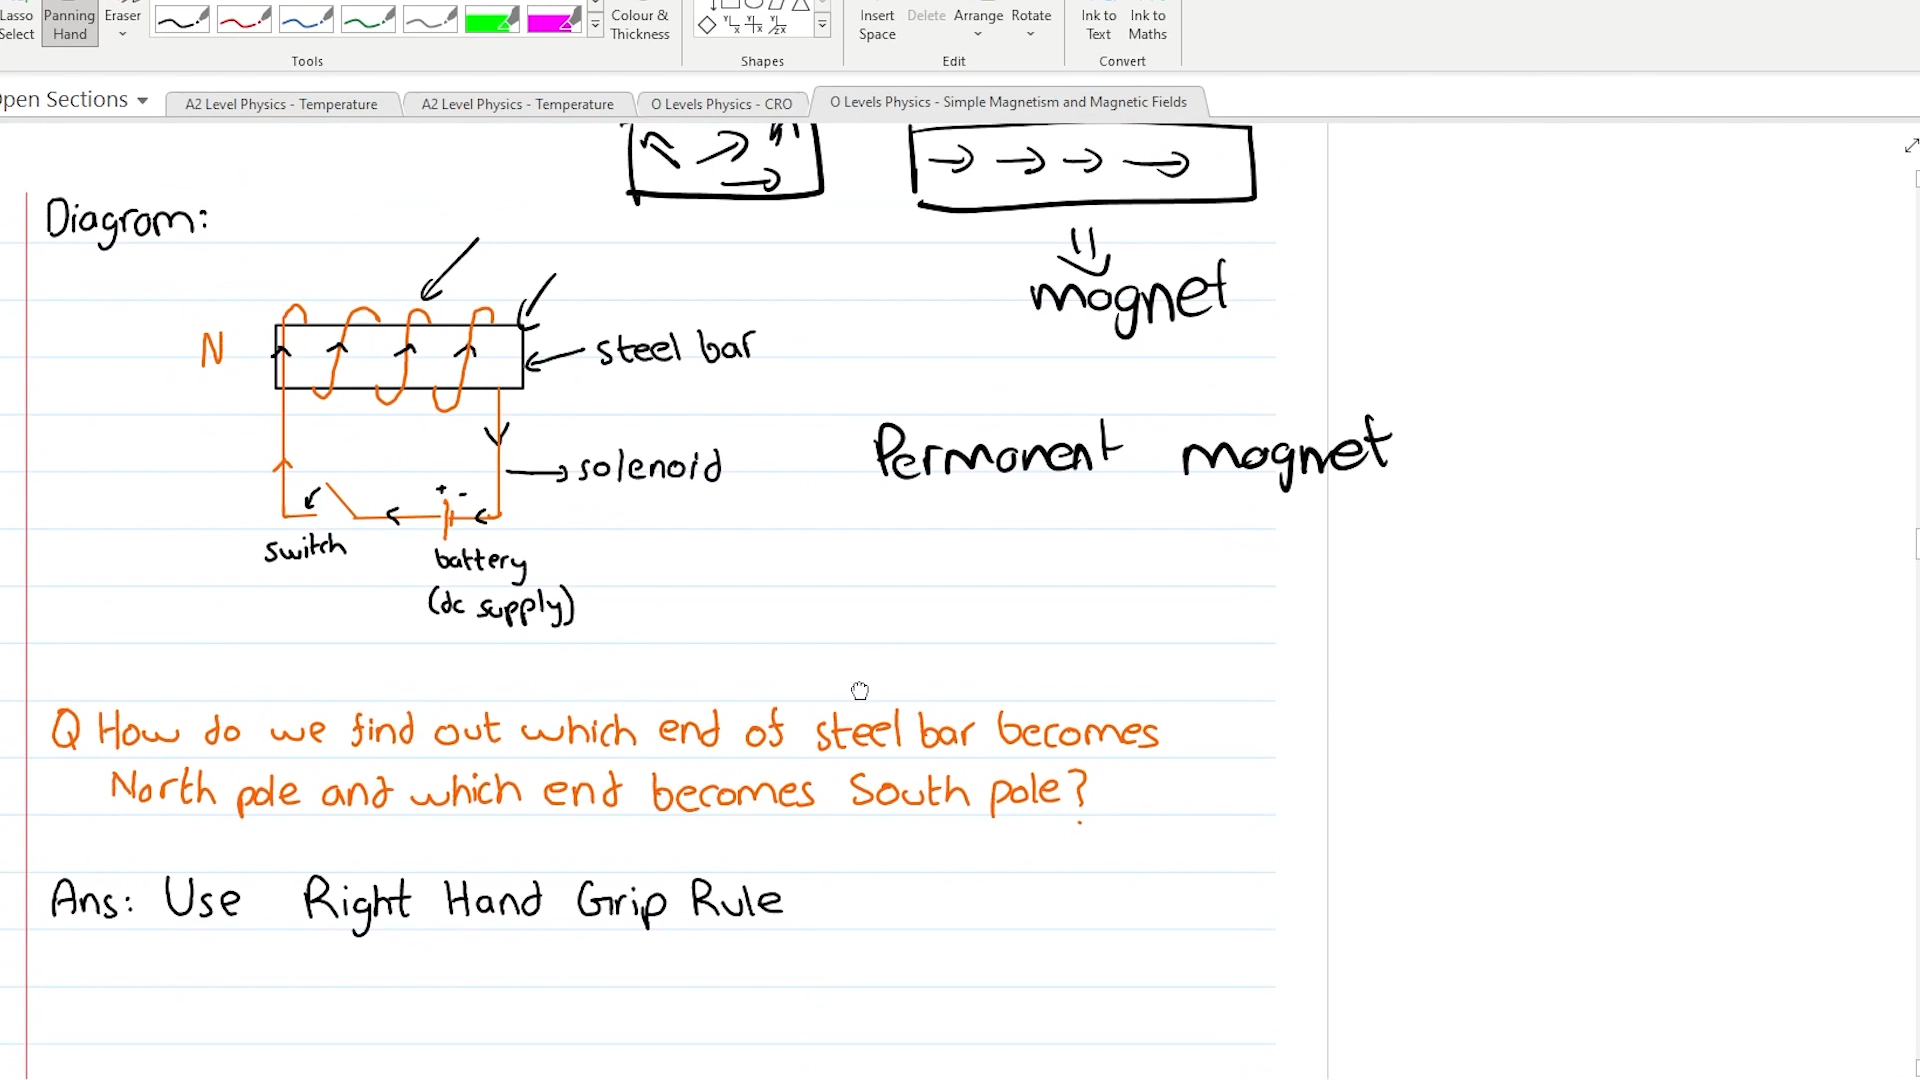 Lasso
Select
Panning
Hand
Eraser
Colour &
Thickness
Insert
Space
Delete
Arrange
Rotate
Ink to
Text
Ink to
Maths
Tools
Shapes
Edit
Convert
Open Sections
A2 Level Physics - Temperature
A2 Level Physics - Temperature
O Levels Physics - CRO
O Levels Physics - Simple Magnetism and Magnetic Fields
Diagram:
magnet
N
steel bar
Permanent magnet
solenoid
+ -
switch
battery
(dc supply)
Q How do we find out which end of steel bar becomes
North pole and which end becomes South pole?
Ans: Use Right Hand Grip Rule